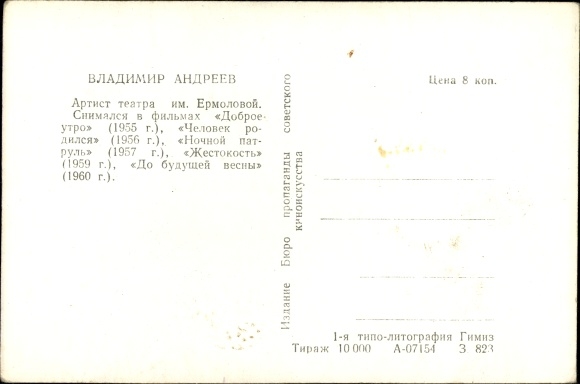 ВЛАДИМИР АНДРЕЕВ
Артист театра им. Ермоловой.
Снимался в фильмах «Доброе
утро» (1955 г.), «Человек ро-
дился» (1956 г.), «Ночной пат-
руль» (1957 г.), «Жестокость»
(1959 г.), «До будущей весны»
(1960 г.).
Издание Бюро пропаганды советского
киноискусства
Цена 8 коп.
1-я типо-литография Гимиз
Тираж 10 000 А-07154 З 823